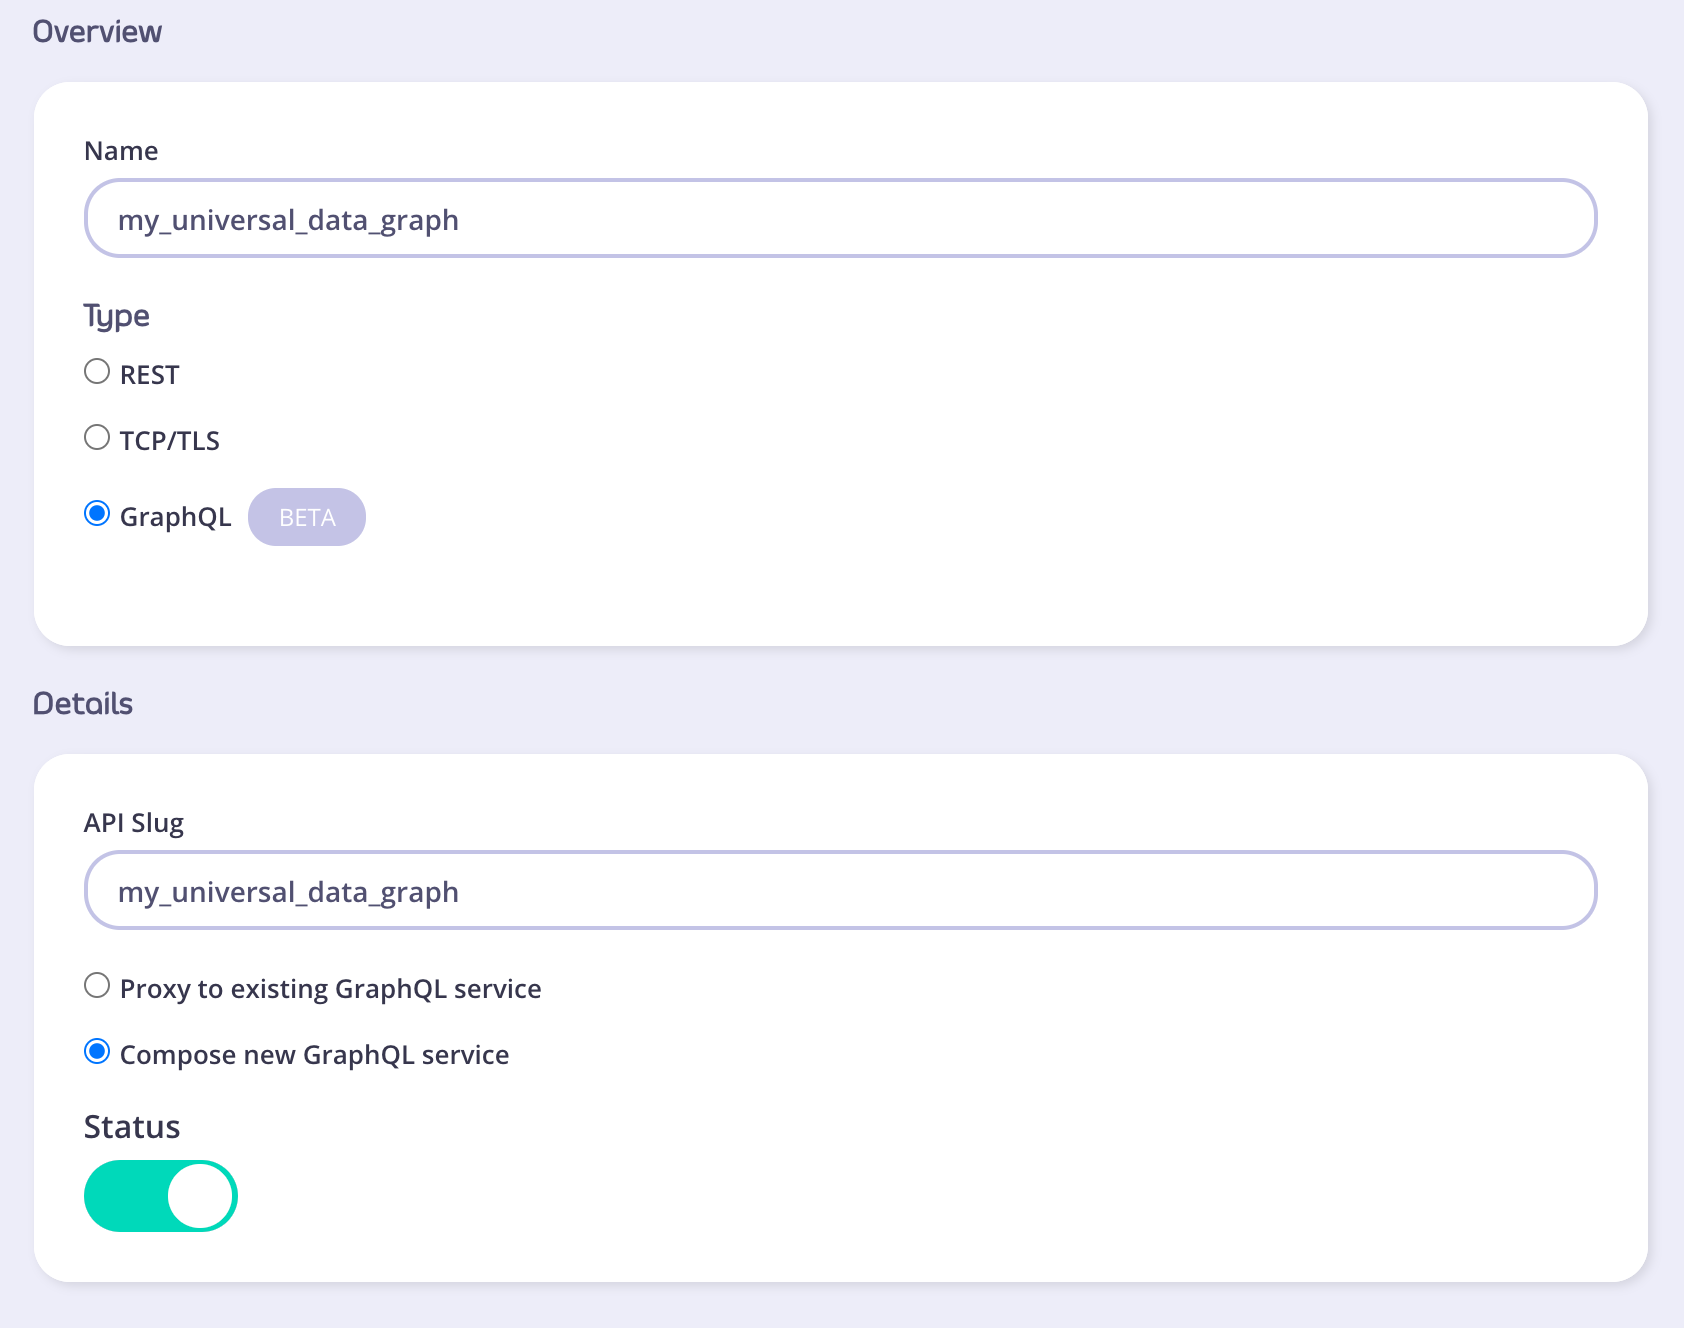 Overview
Name
my_universal_data_graph
Type
REST
TCP/TLS
GraphQL BETA
Details
API Slug
my_universal_data_graph
Proxy to existing GraphQL service
Compose new GraphQL service
Status